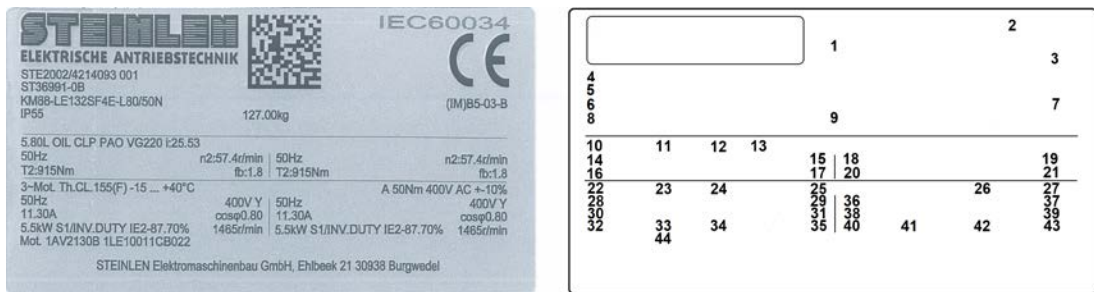 STEINLEN
ELEKTRISCHE ANTRIEBSTECHNIK
IEC60034
CE
STE2002/4214093 001
ST36991-0B
KM88-LE132SF4E-L80/50N
(IM)B5-03-B
IP55 127.00kg
5.80L OIL CLP PAO VG220 i:25.53
50Hz n2:57.4r/min 50Hz n2:57.4r/min
T2:915Nm fb:1.8 T2:915Nm fb:1.8
3~Mot. Th.CL.155(F) -15 ... +40°C A 50Nm 400V AC +-10%
50Hz 400V Y 50Hz 400V Y
11.30A cosφ0.80 11.30A cosφ0.80
5.5kW S1/INV.DUTY IE2-87.70% 1465r/min 5.5kW S1/INV.DUTY IE2-87.70% 1465r/min
Mot. 1AV2130B 1LE10011CB022
STEINLEN Elektromaschinenbau GmbH, Ehlbeek 21 30938 Burgwedel
2
1
3
4
5
6 7
8 9
10 11 12 13
14 15 18 19
16 17 20 21
22 23 24 25 26 27
28 29 36 37
30 31 38 39
32 33 34 35 40 41 42 43
44